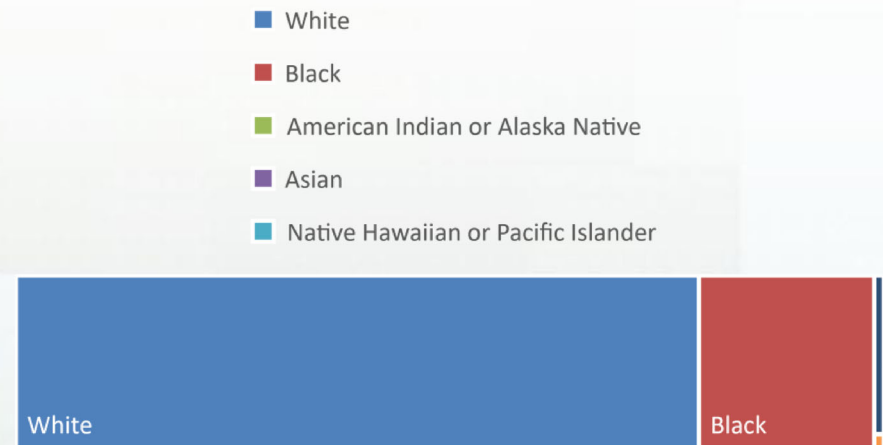 White
Black
American Indian or Alaska Native
Asian
Native Hawaiian or Pacific Islander
White
Black